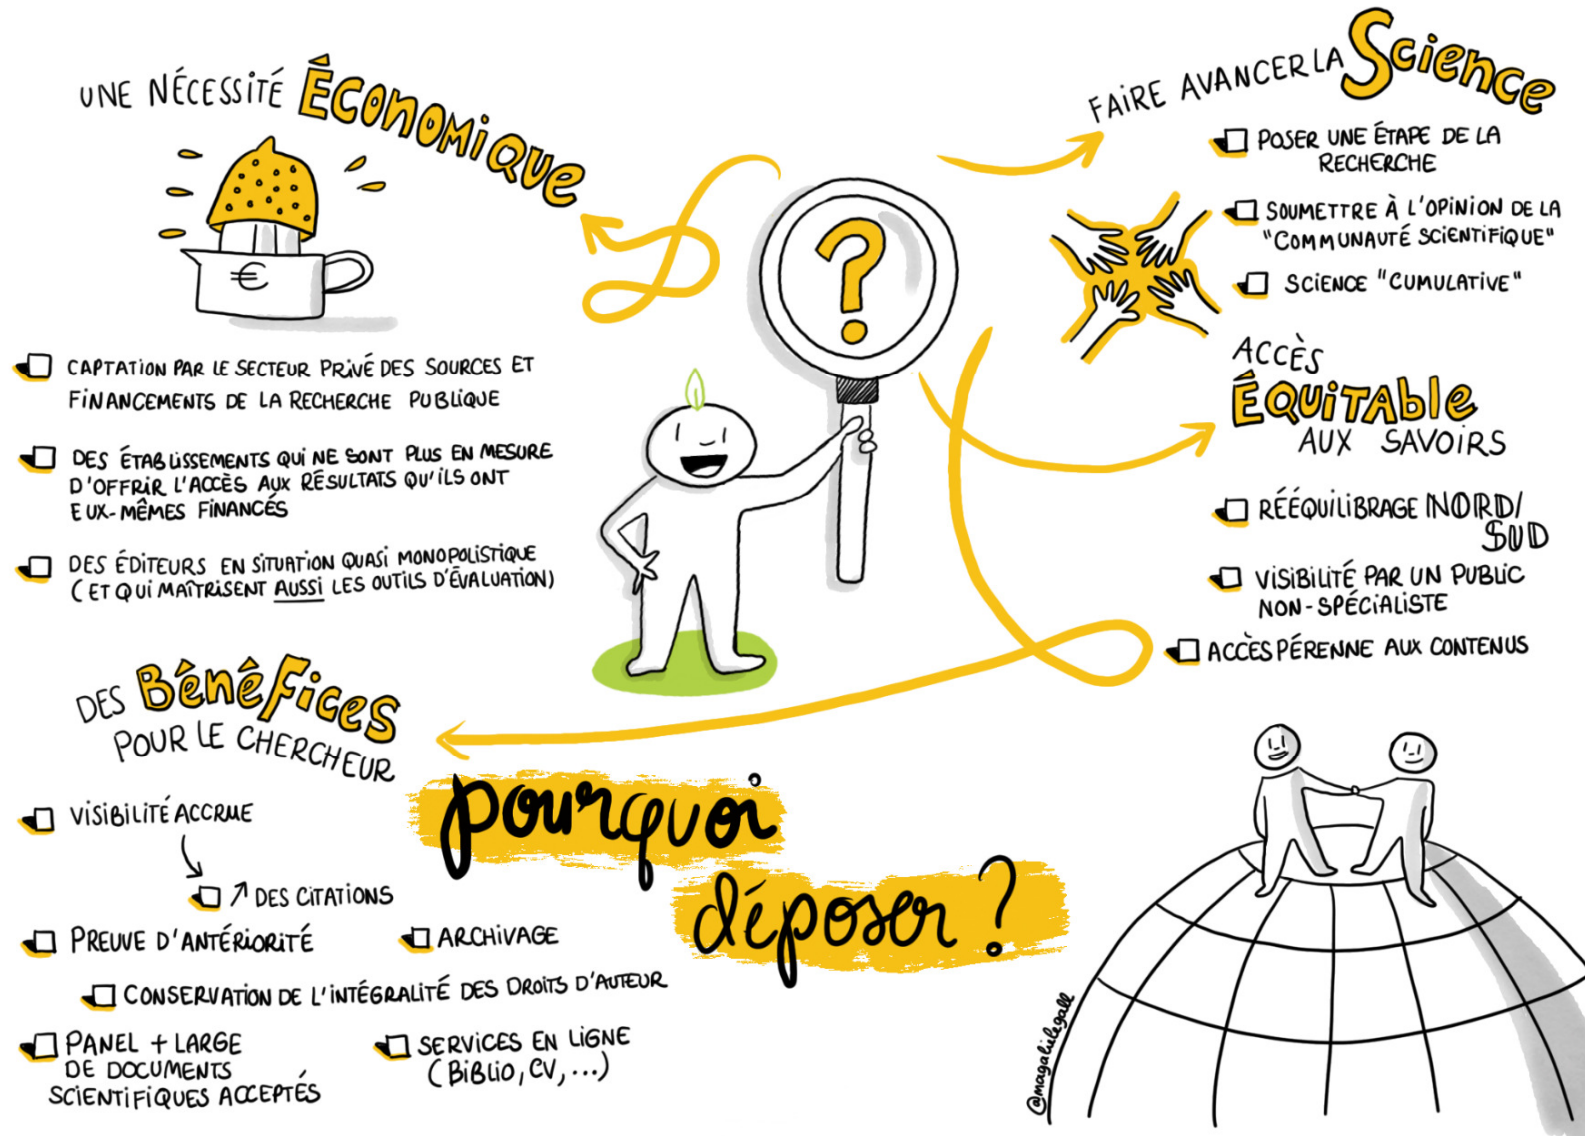 UNE NÉCESSITÉ ÉCONOMIQUE
€
CAPTATION PAR LE SECTEUR PRIVÉ DES SOURCES ET
FINANCEMENTS DE LA RECHERCHE PUBLIQUE
DES ÉTABLISSEMENTS QUI NE SONT PLUS EN MESURE
D'OFFRIR L'ACCÈS AUX RÉSULTATS QU'ILS ONT
EUX-MÊMES FINANCÉS
DES ÉDITEURS EN SITUATION QUASI MONOPOLISTIQUE
(ET QUI MAÎTRISENT AUSSI LES OUTILS D'ÉVALUATION)
?
FAIRE AVANCER LA Science
POSER UNE ÉTAPE DE LA
RECHERCHE
SOUMETTRE À L'OPINION DE LA
"COMMUNAUTÉ SCIENTIFIQUE"
SCIENCE "CUMULATIVE"
ACCÈS
ÉQUITABLE
AUX SAVOIRS
RÉÉQUILIBRAGE NORD/
SUD
VISIBILITÉ PAR UN PUBLIC
NON-SPÉCIALISTE
ACCÈS PÉRENNE AUX CONTENUS
DES BénéFices
POUR LE CHERCHEUR
VISIBILITÉ ACCRUE
↗ DES CITATIONS
PREUVE D'ANTÉRIORITÉ
ARCHIVAGE
CONSERVATION DE L'INTÉGRALITÉ DES DROITS D'AUTEUR
PANEL + LARGE
DE DOCUMENTS
SCIENTIFIQUES ACCEPTÉS
SERVICES EN LIGNE
(BIBLIO, CV, ...)
pourquoi
déposer ?
@magalielegall